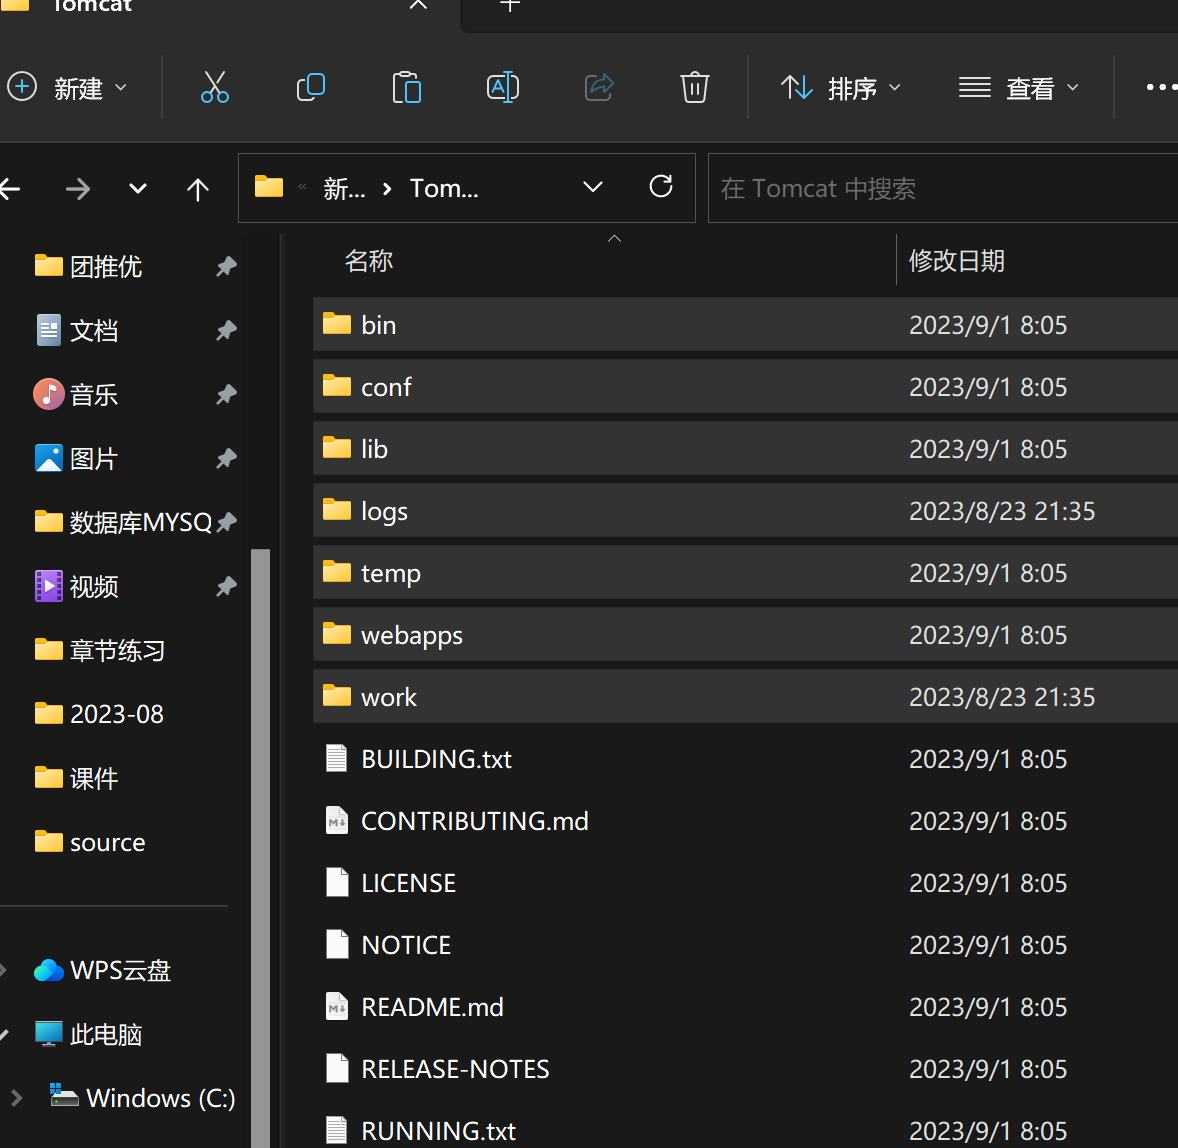 Tomcat
新建
排序
查看
新... Tom...
在 Tomcat 中搜索
团推优
文档
音乐
图片
数据库MYSQ
视频
章节练习
2023-08
课件
source
WPS云盘
此电脑
Windows (C:)
名称 修改日期
bin 2023/9/1 8:05
conf 2023/9/1 8:05
lib 2023/9/1 8:05
logs 2023/8/23 21:35
temp 2023/9/1 8:05
webapps 2023/9/1 8:05
work 2023/8/23 21:35
BUILDING.txt 2023/9/1 8:05
CONTRIBUTING.md 2023/9/1 8:05
LICENSE 2023/9/1 8:05
NOTICE 2023/9/1 8:05
README.md 2023/9/1 8:05
RELEASE-NOTES 2023/9/1 8:05
RUNNING.txt 2023/9/1 8:05